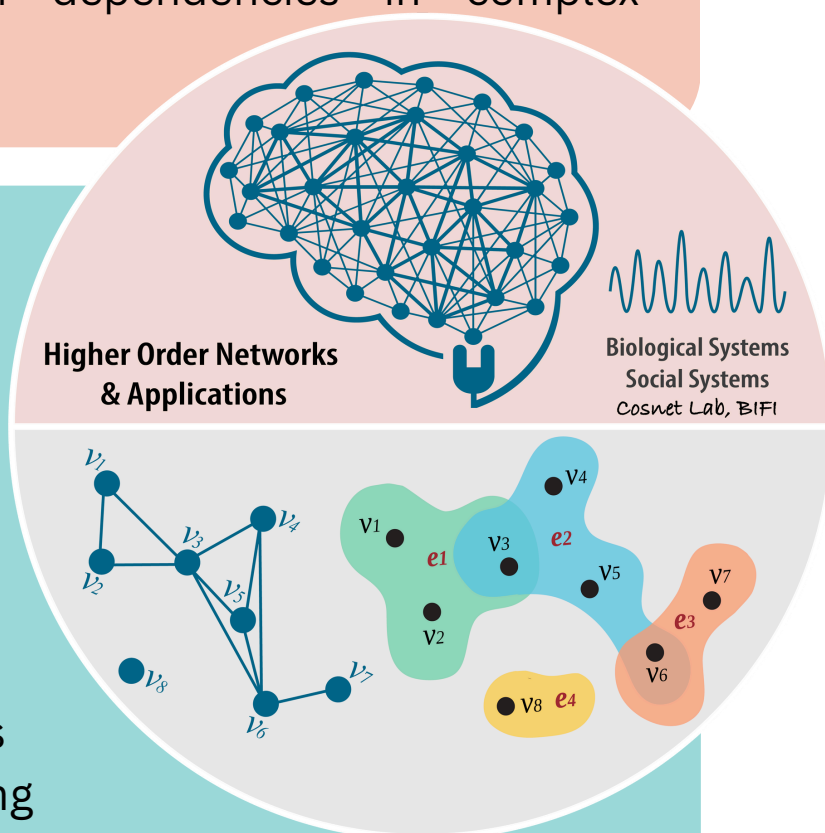 dependencies in complex
Higher Order Networks
& Applications
Biological Systems
Social Systems
Cosnet Lab, BIFI
v1
v2
v3
v4
v5
v6
v7
v8
v1
v2
e1
v3
v4
e2
v5
v6
e3
v7
v8 e4
s
ng